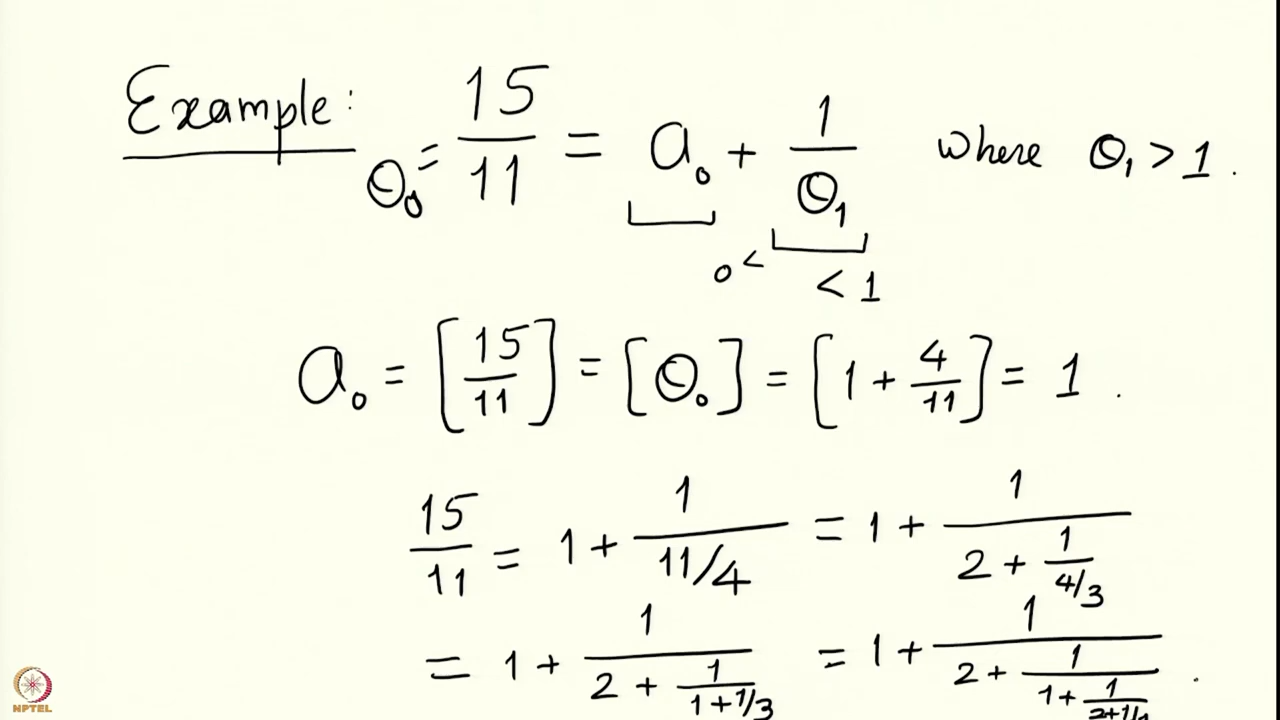 Example: θ₀ = 15/11 = a₀ + 1/θ₁ where θ₁ > 1.
0 < < 1
a₀ = [15/11] = [θ₀] = [1 + 4/11] = 1.
15/11 = 1 + 1/(11/4) = 1 + 1/(2 + 1/(4/3))
= 1 + 1/(2 + 1/(1 + 1/3)) = 1 + 1/(2 + 1/(1 + 1/(2 + 1/1))).
NPTEL